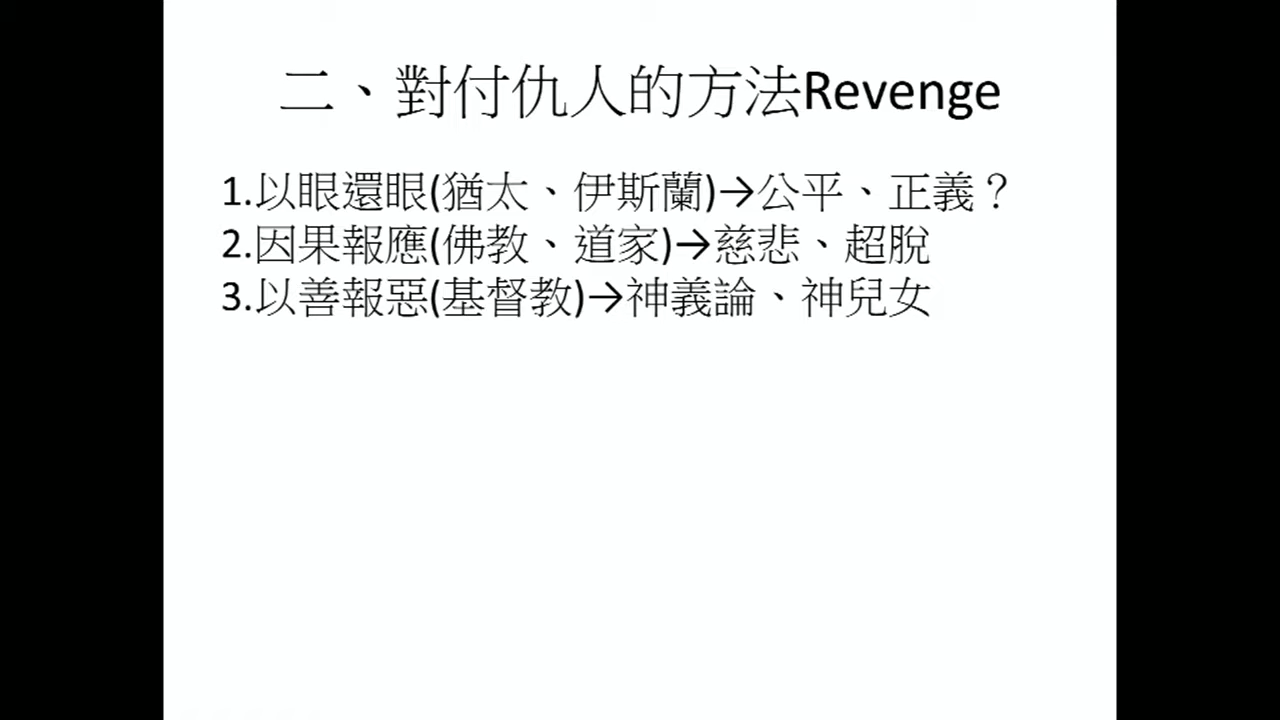 二、對付仇人的方法Revenge
1.以眼還眼(猶太、伊斯蘭)→公平、正義？
2.因果報應(佛教、道家)→慈悲、超脫
3.以善報惡(基督教)→神義論、神兒女